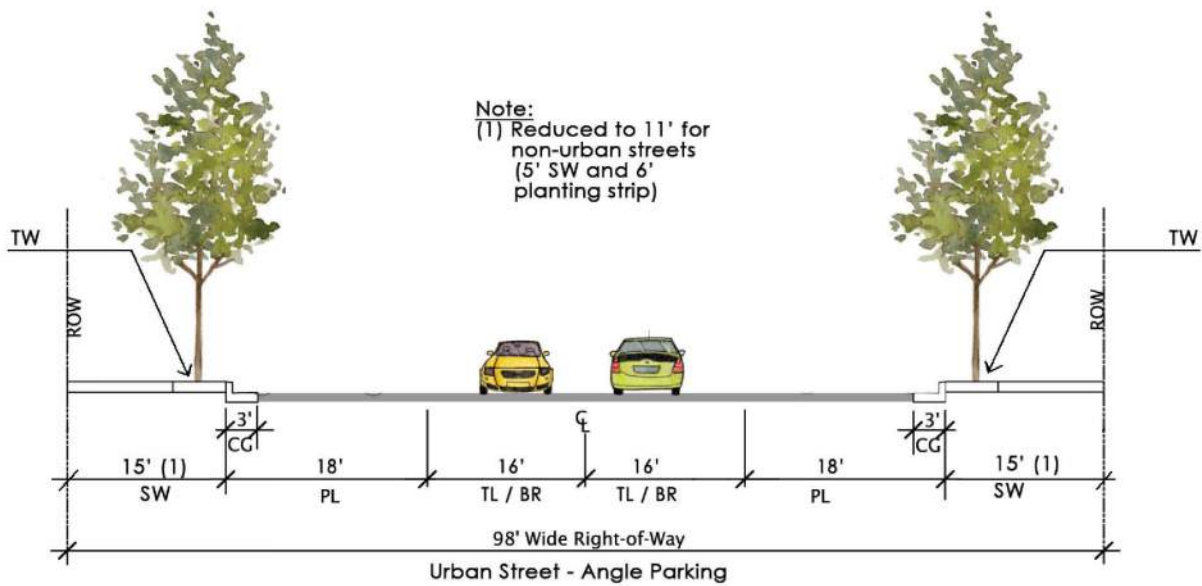 Note:
(1) Reduced to 11' for
non-urban streets
(5' SW and 6'
planting strip)
TW
TW
ROW
ROW
3'
CG
℄
3'
CG
15' (1)
SW
18'
PL
16'
TL / BR
16'
TL / BR
18'
PL
15' (1)
SW
98' Wide Right-of-Way
Urban Street - Angle Parking